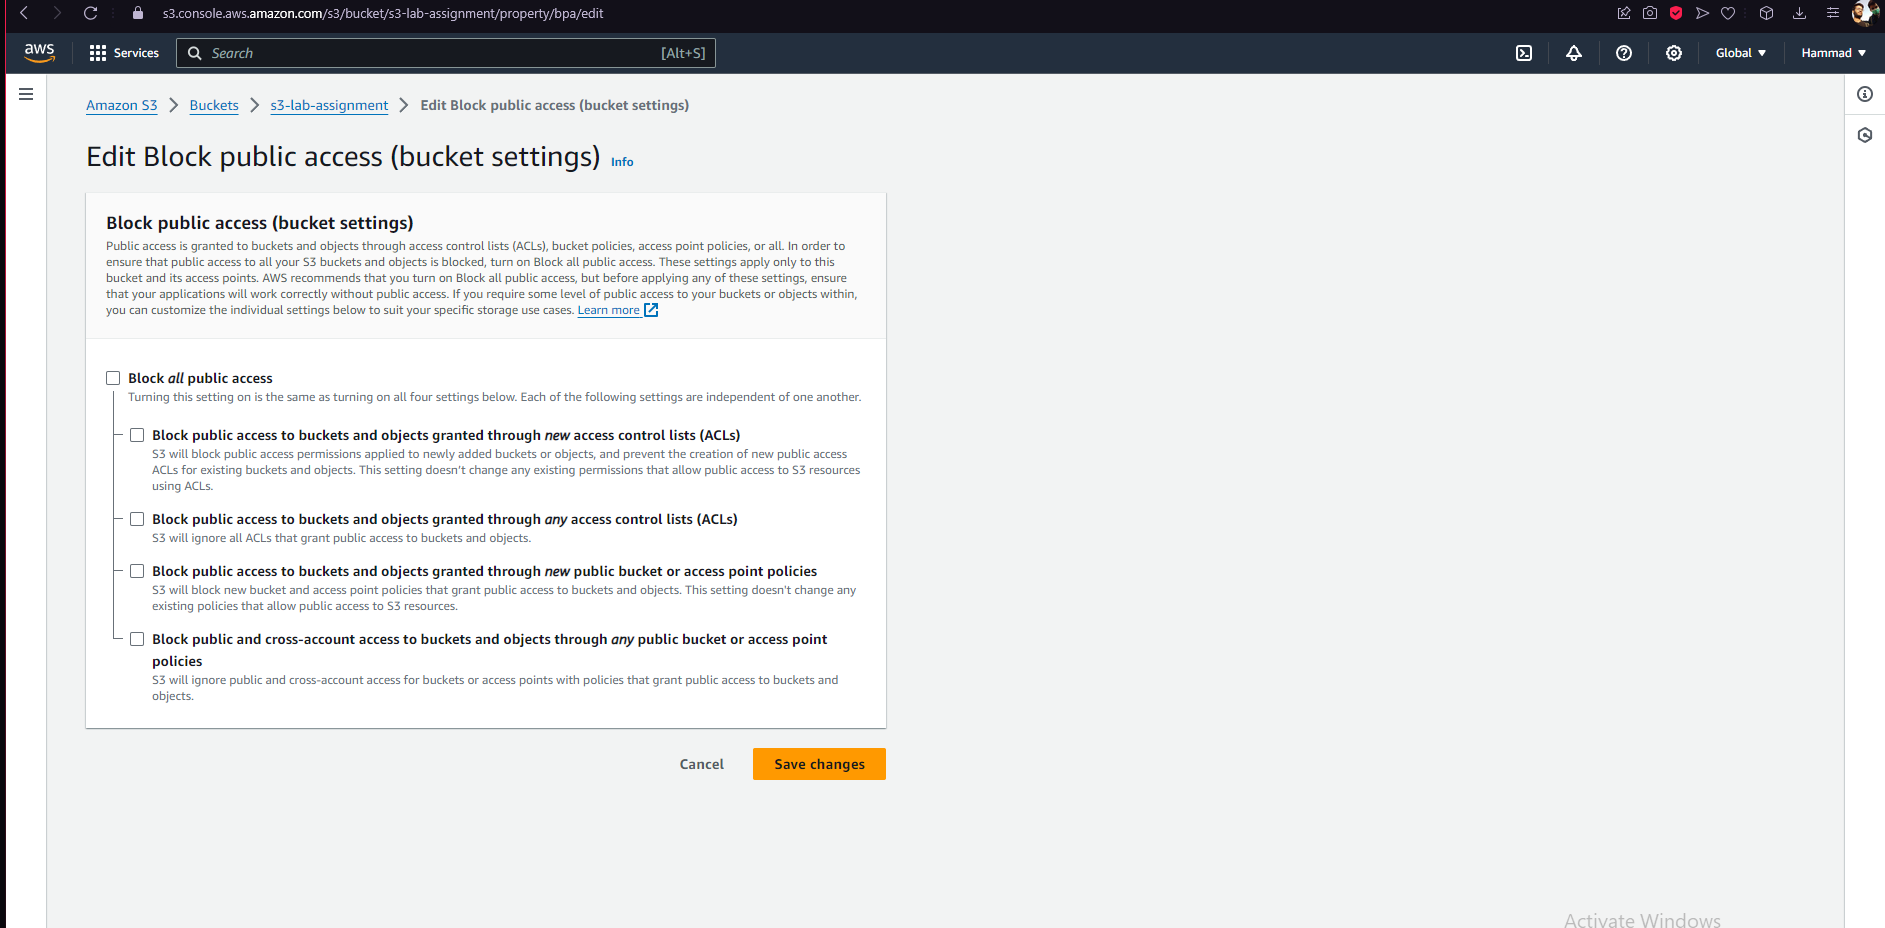 s3.console.aws.amazon.com/s3/bucket/s3-lab-assignment/property/bpa/edit
aws Services Search [Alt+S] Global Hammad
Amazon S3 > Buckets > s3-lab-assignment > Edit Block public access (bucket settings)
Edit Block public access (bucket settings) Info
Block public access (bucket settings)
Public access is granted to buckets and objects through access control lists (ACLs), bucket policies, access point policies, or all. In order to
ensure that public access to all your S3 buckets and objects is blocked, turn on Block all public access. These settings apply only to this
bucket and its access points. AWS recommends that you turn on Block all public access, but before applying any of these settings, ensure
that your applications will work correctly without public access. If you require some level of public access to your buckets or objects within,
you can customize the individual settings below to suit your specific storage use cases. Learn more
Block all public access
Turning this setting on is the same as turning on all four settings below. Each of the following settings are independent of one another.
Block public access to buckets and objects granted through new access control lists (ACLs)
S3 will block public access permissions applied to newly added buckets or objects, and prevent the creation of new public access
ACLs for existing buckets and objects. This setting doesn't change any existing permissions that allow public access to S3 resources
using ACLs.
Block public access to buckets and objects granted through any access control lists (ACLs)
S3 will ignore all ACLs that grant public access to buckets and objects.
Block public access to buckets and objects granted through new public bucket or access point policies
S3 will block new bucket and access point policies that grant public access to buckets and objects. This setting doesn't change any
existing policies that allow public access to S3 resources.
Block public and cross-account access to buckets and objects through any public bucket or access point
policies
S3 will ignore public and cross-account access for buckets or access points with policies that grant public access to buckets and
objects.
Cancel Save changes
Activate Windows